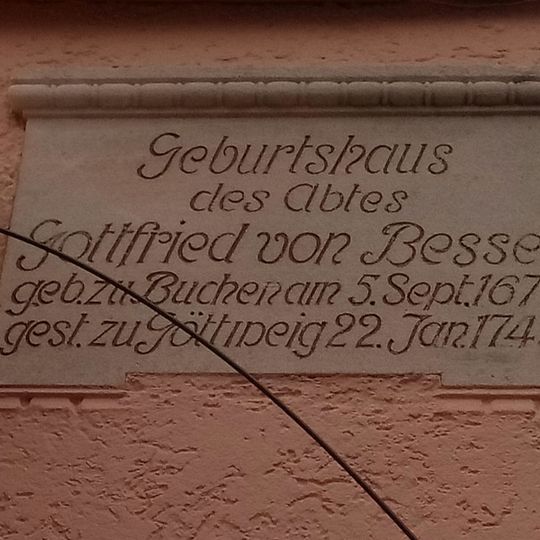 Geburtshaus
des Abtes
Gottfried von Besse
geb. zu Buchen am 5. Sept. 167
gest. zu Göttweig 22. Jan. 174